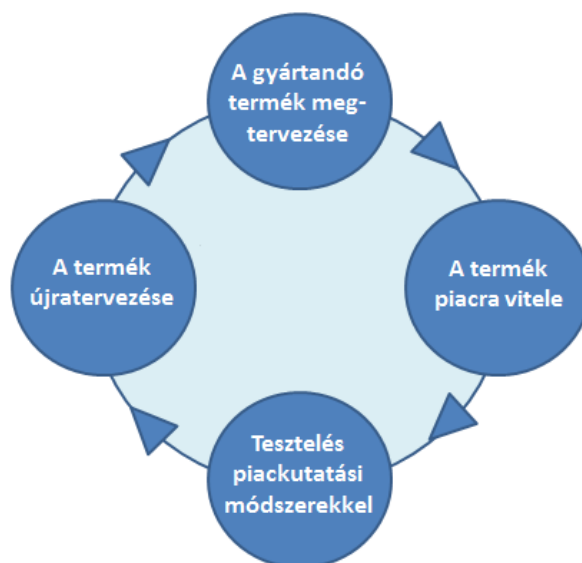 A gyártandó
termék meg-
tervezése
A termék
piacra vitele
Tesztelés
piackutatási
módszerekkel
A termék
újratervezése